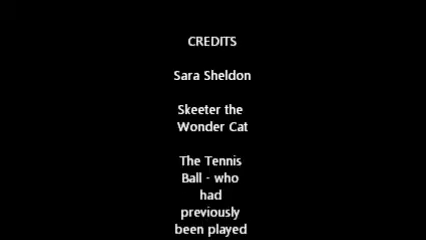 CREDITS
Sara Sheldon
Skeeter the
Wonder Cat
The Tennis
Ball - who
had
previously
been played